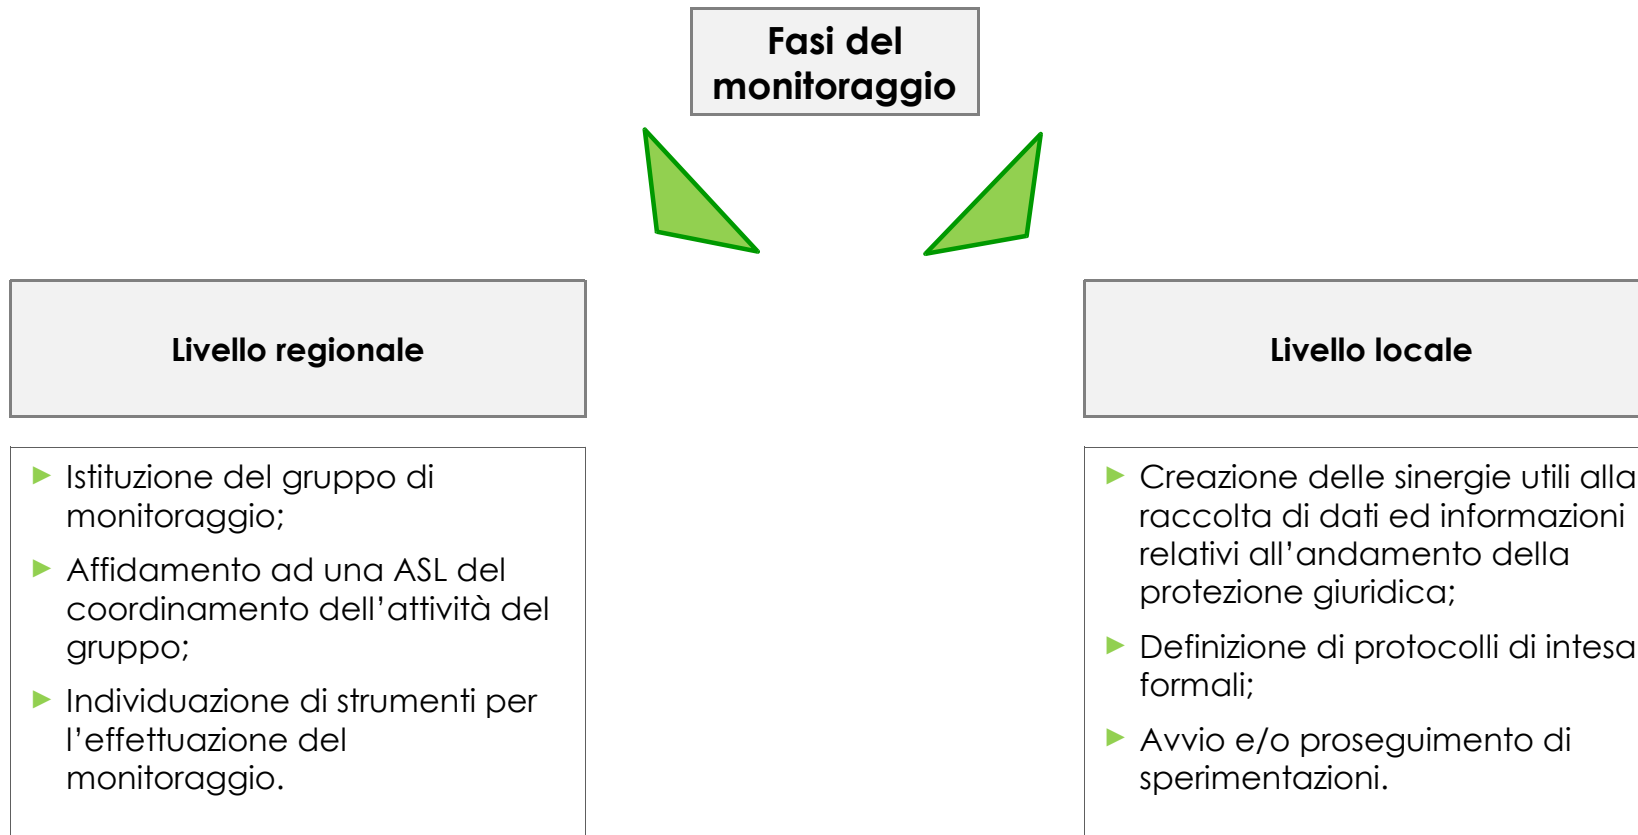 Fasi del
monitoraggio
Livello regionale
► Istituzione del gruppo di
monitoraggio;
► Affidamento ad una ASL del
coordinamento dell’attività del
gruppo;
► Individuazione di strumenti per
l’effettuazione del
monitoraggio.
Livello locale
► Creazione delle sinergie utili alla
raccolta di dati ed informazioni
relativi all’andamento della
protezione giuridica;
► Definizione di protocolli di intesa
formali;
► Avvio e/o proseguimento di
sperimentazioni.